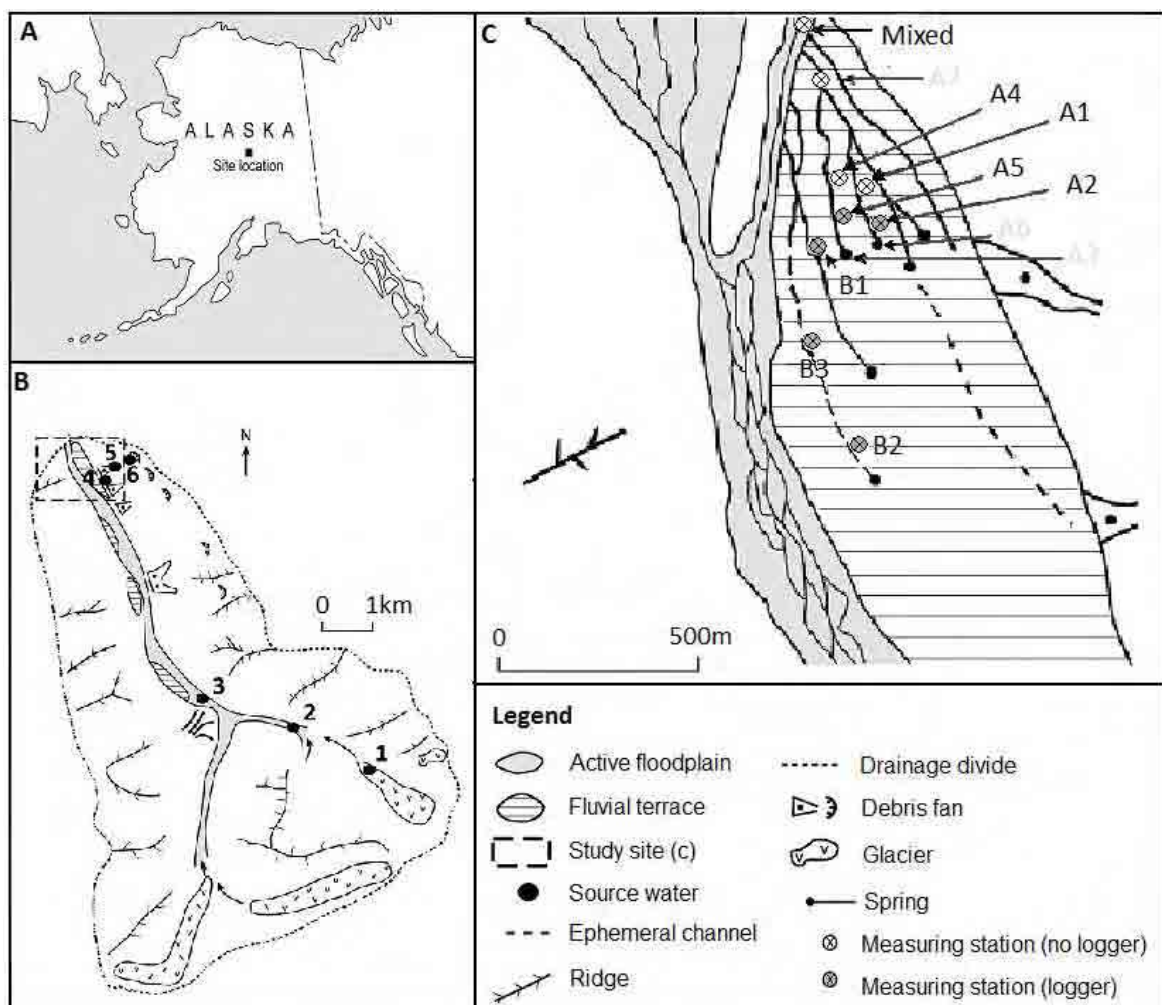 A
ALASKA
Site location
B
N
5
4
6
0 1km
3
2
1
C
Mixed
A4
A1
A5
A2
B1
B3
B2
0 500m
Legend
Active floodplain
Fluvial terrace
Study site (c)
Source water
Ephemeral channel
Ridge
Drainage divide
Debris fan
Glacier
Spring
Measuring station (no logger)
Measuring station (logger)